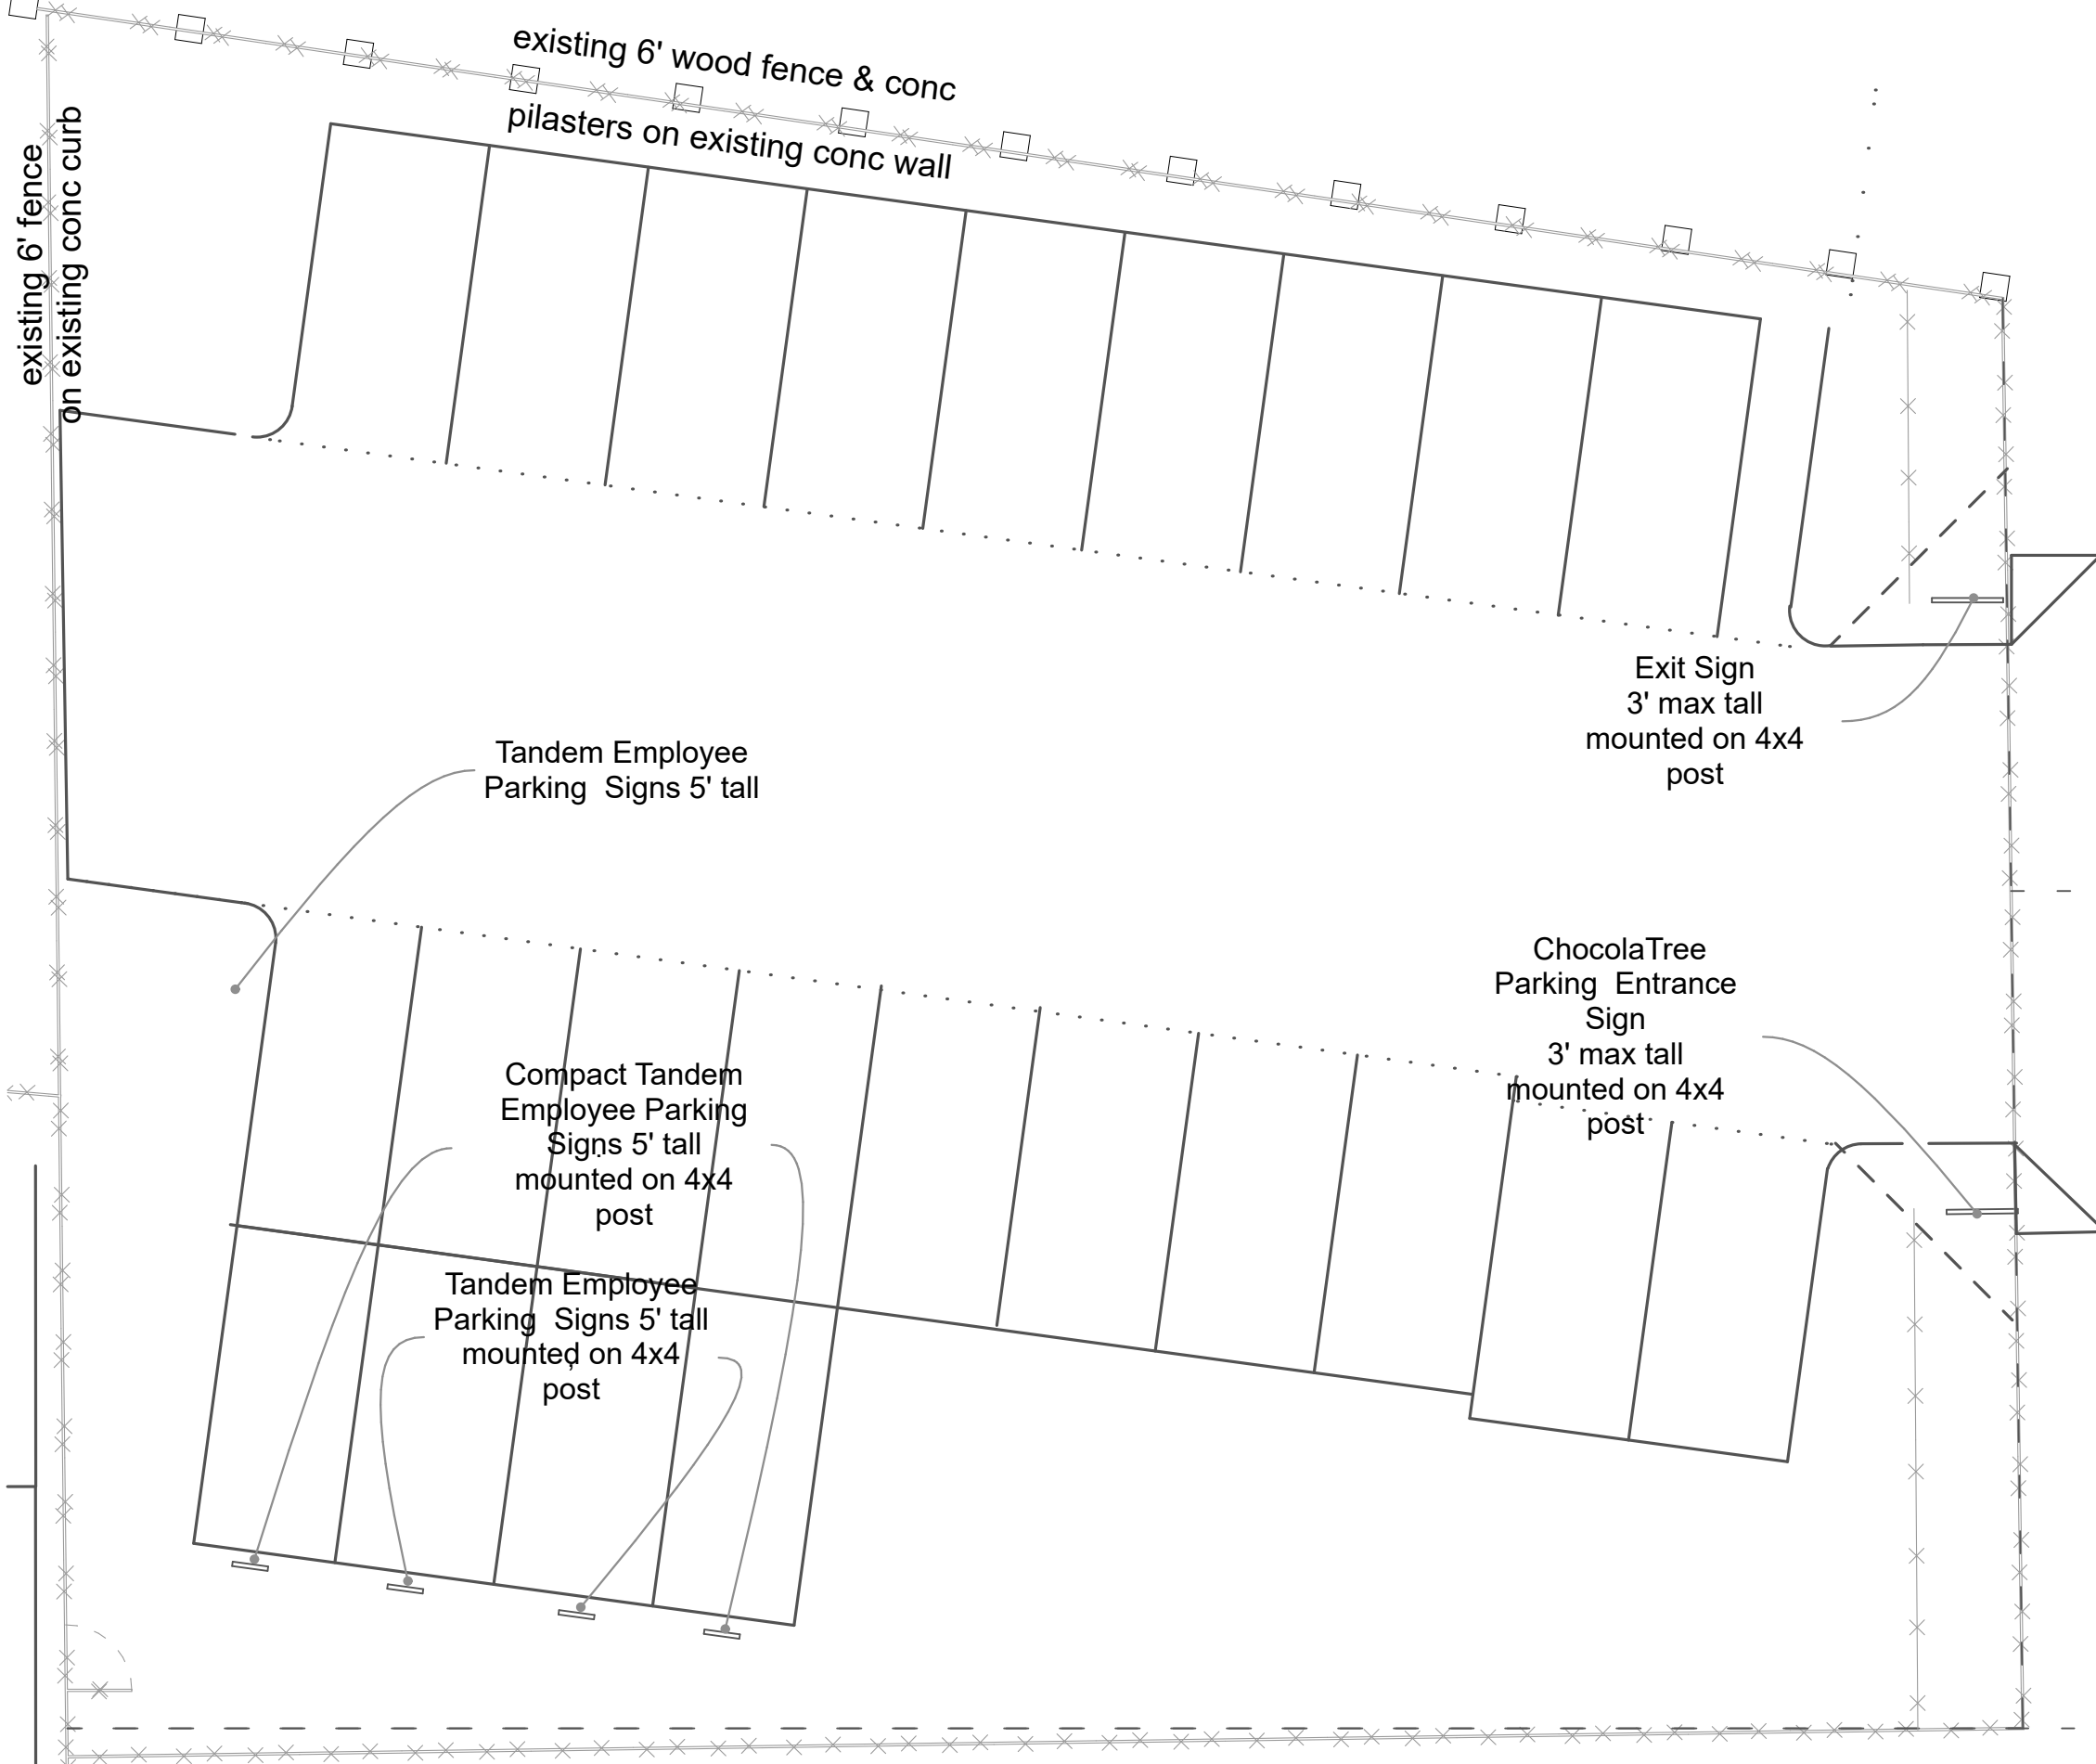 existing 6' wood fence & conc
pilasters on existing conc wall
existing 6' fence
on existing conc curb
Exit Sign
3' max tall
mounted on 4x4
post
Tandem Employee
Parking  Signs 5' tall
ChocolaTree
Parking  Entrance
Sign
3' max tall
mounted on 4x4
post
Compact Tandem
Employee Parking
Signs 5' tall
mounted on 4x4
post
Tandem Employee
Parking  Signs 5' tall
mounted on 4x4
post